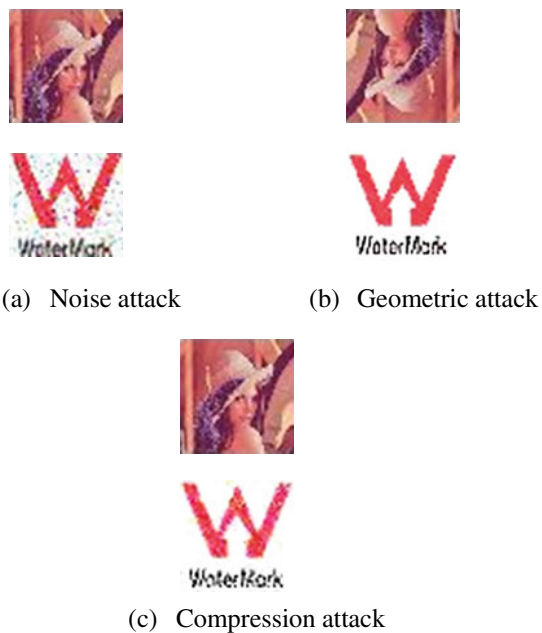 W
WaterMark
W
WaterMark
(a) Noise attack
(b) Geometric attack
W
WaterMark
(c) Compression attack